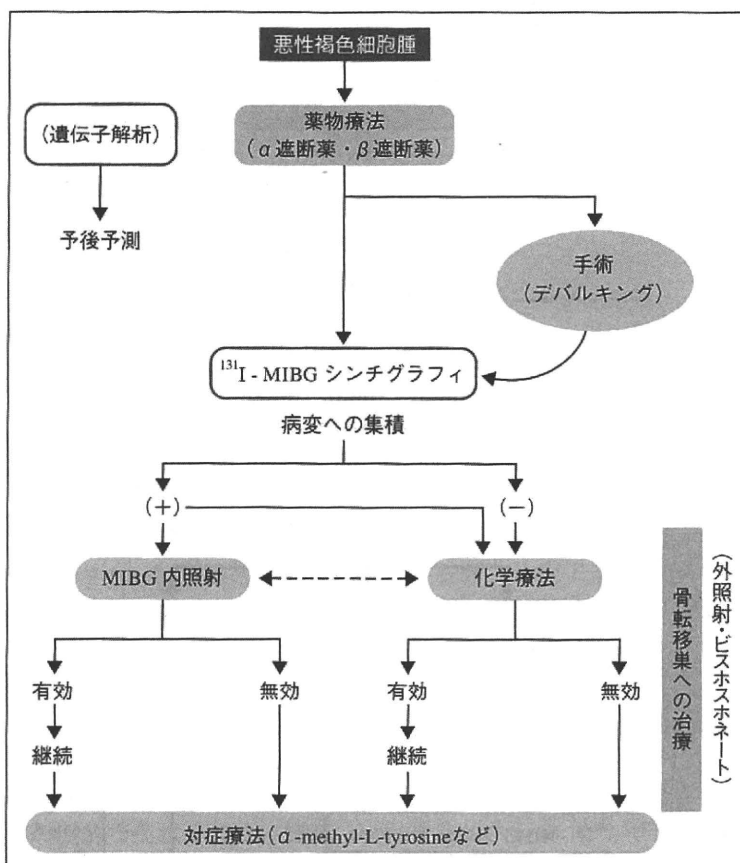 悪性褐色細胞腫
薬物療法
(α遮断薬・β遮断薬)
(遺伝子解析)
予後予測
手術
(デバルキング)
¹³¹I - MIBG シンチグラフィ
病変への集積
(+)
(−)
MIBG 内照射
化学療法
有効
無効
有効
無効
継続
継続
対症療法(α-methyl-L-tyrosineなど)
骨転移巣への治療
(外照射・ビスホスホネート)